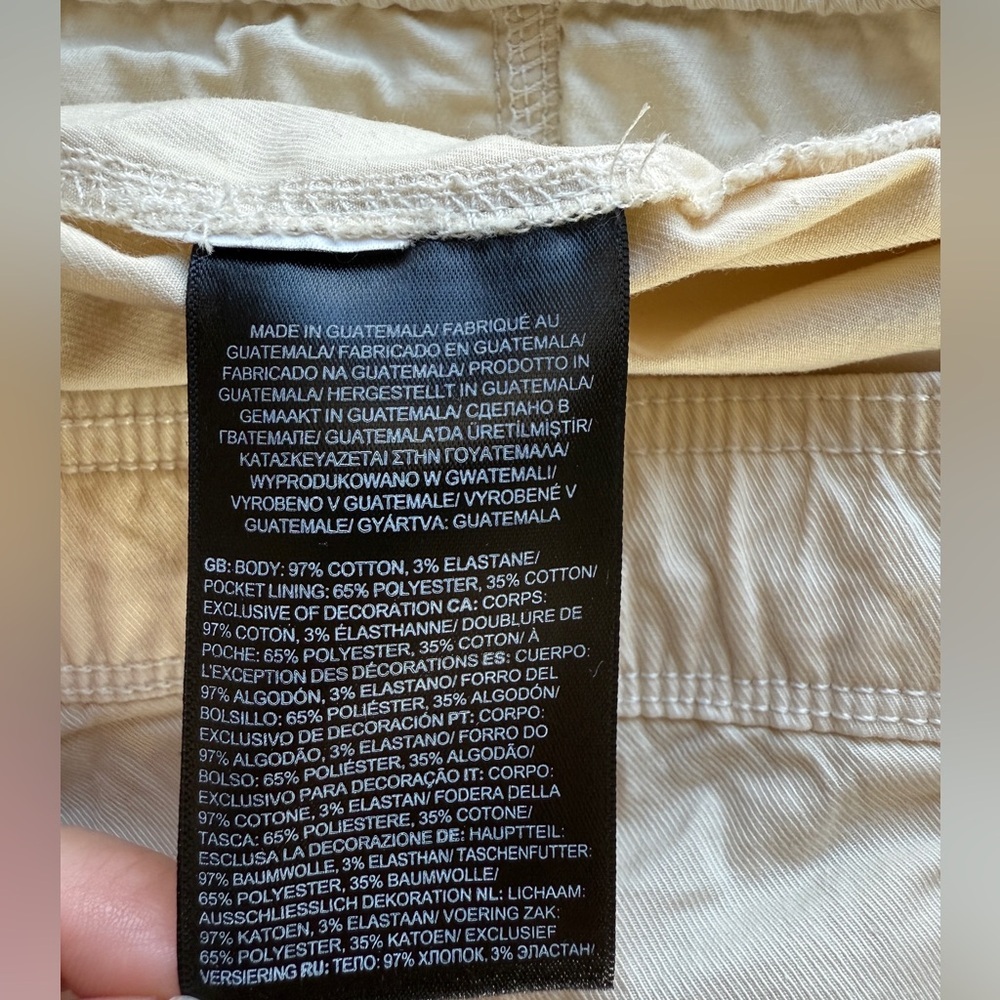 MADE IN GUATEMALA/ FABRIQUÉ AU
GUATEMALA/ FABRICADO EN GUATEMALA/
FABRICADO NA GUATEMALA/ PRODOTTO IN
GUATEMALA/ HERGESTELLT IN GUATEMALA/
GEMAAKT IN GUATEMALA/ СДЕЛАНО В
ГВАТЕМАЛЕ/ GUATEMALA'DA ÜRETİLMİŞTİR/
ΚΑΤΑΣΚΕΥΑΖΕΤΑΙ ΣΤΗΝ ΓΟΥΑΤΕΜΑΛΑ/
WYPRODUKOWANO W GWATEMALI/
VYROBENO V GUATEMALE/ VYROBENÉ V
GUATEMALE/ GYÁRTVA: GUATEMALA
GB: BODY: 97% COTTON, 3% ELASTANE/
POCKET LINING: 65% POLYESTER, 35% COTTON/
EXCLUSIVE OF DECORATION CA: CORPS:
97% COTON, 3% ÉLASTHANNE/ DOUBLURE DE
POCHE: 65% POLYESTER, 35% COTON/ À
L'EXCEPTION DES DÉCORATIONS ES: CUERPO:
97% ALGODÓN, 3% ELASTANO/ FORRO DEL
BOLSILLO: 65% POLIÉSTER, 35% ALGODÓN/
EXCLUSIVO DE DECORACIÓN PT: CORPO:
97% ALGODÃO, 3% ELASTANO/ FORRO DO
BOLSO: 65% POLIÉSTER, 35% ALGODÃO/
EXCLUSIVO PARA DECORAÇÃO IT: CORPO:
97% COTONE, 3% ELASTAN/ FODERA DELLA
TASCA: 65% POLIESTERE, 35% COTONE/
ESCLUSA LA DECORAZIONE DE: HAUPTTEIL:
97% BAUMWOLLE, 3% ELASTHAN/ TASCHENFUTTER:
65% POLYESTER, 35% BAUMWOLLE/
AUSSCHLIESSLICH DEKORATION NL: LICHAAM:
97% KATOEN, 3% ELASTAAN/ VOERING ZAK:
65% POLYESTER, 35% KATOEN/ EXCLUSIEF
VERSIERING RU: ТЕЛО: 97% ХЛОПОК, 3% ЭЛАСТАН/